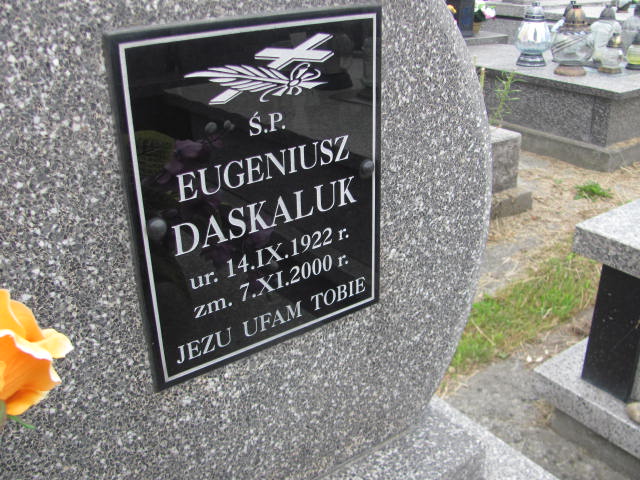 Ś.P.
EUGENIUSZ
DASKALUK
ur. 14.IX.1922 r.
zm. 7.XI.2000 r.
JEZU UFAM TOBIE